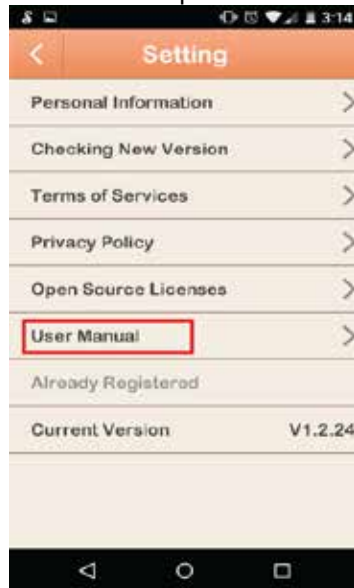 3:14
Setting
Personal Information
Checking New Version
Terms of Services
Privacy Policy
Open Source Licenses
User Manual
Already Registered
Current Version V1.2.24